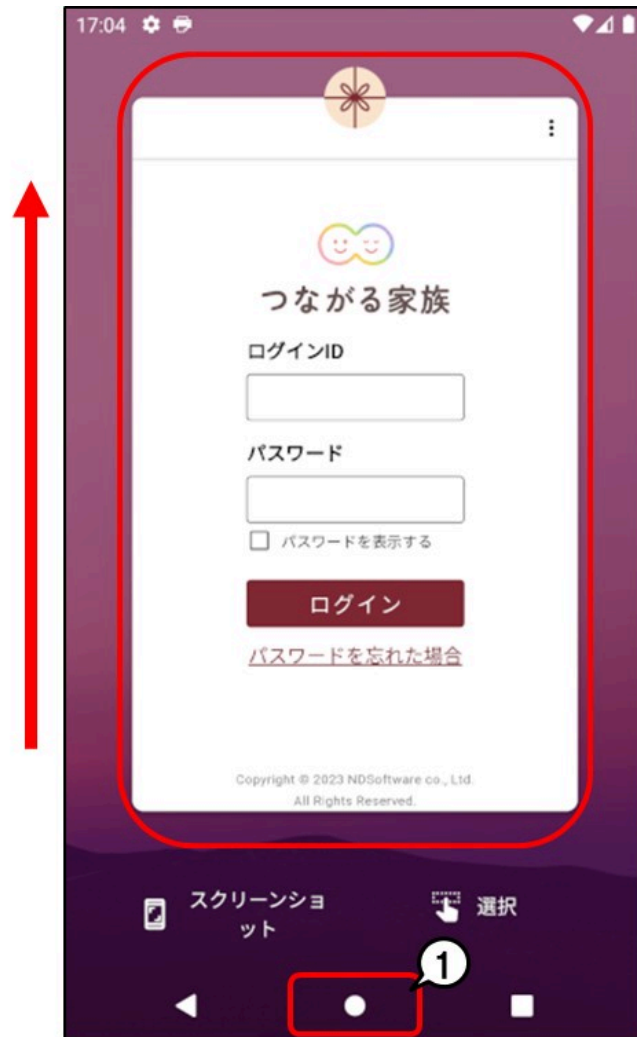 17:04
つながる家族
ログインID
パスワード
パスワードを表示する
ログイン
パスワードを忘れた場合
Copyright © 2023 NDSoftware co., Ltd.
All Rights Reserved.
スクリーンショ
ット
選択
1